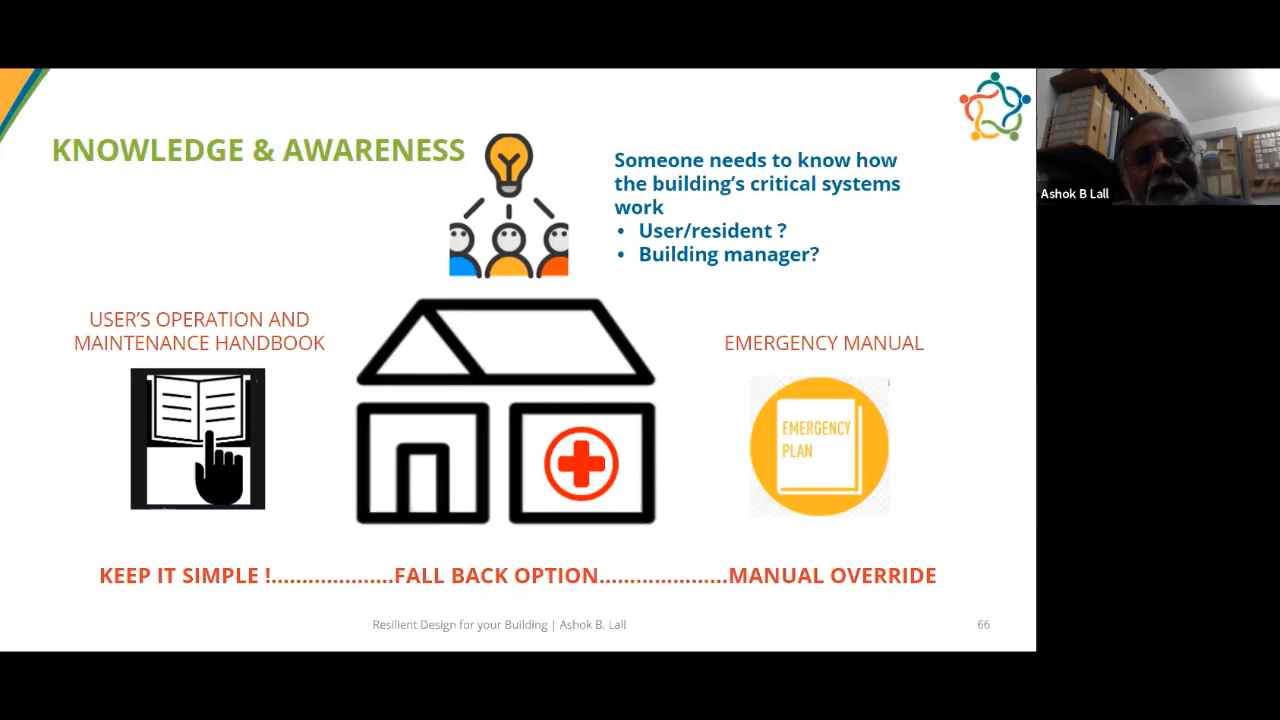 KNOWLEDGE & AWARENESS
Someone needs to know how
the building's critical systems
work
• User/resident ?
• Building manager?
Ashok B Lall
USER'S OPERATION AND
MAINTENANCE HANDBOOK
EMERGENCY MANUAL
EMERGENCY
PLAN
KEEP IT SIMPLE !....................FALL BACK OPTION.....................MANUAL OVERRIDE
Resilient Design for your Building | Ashok B. Lall
66